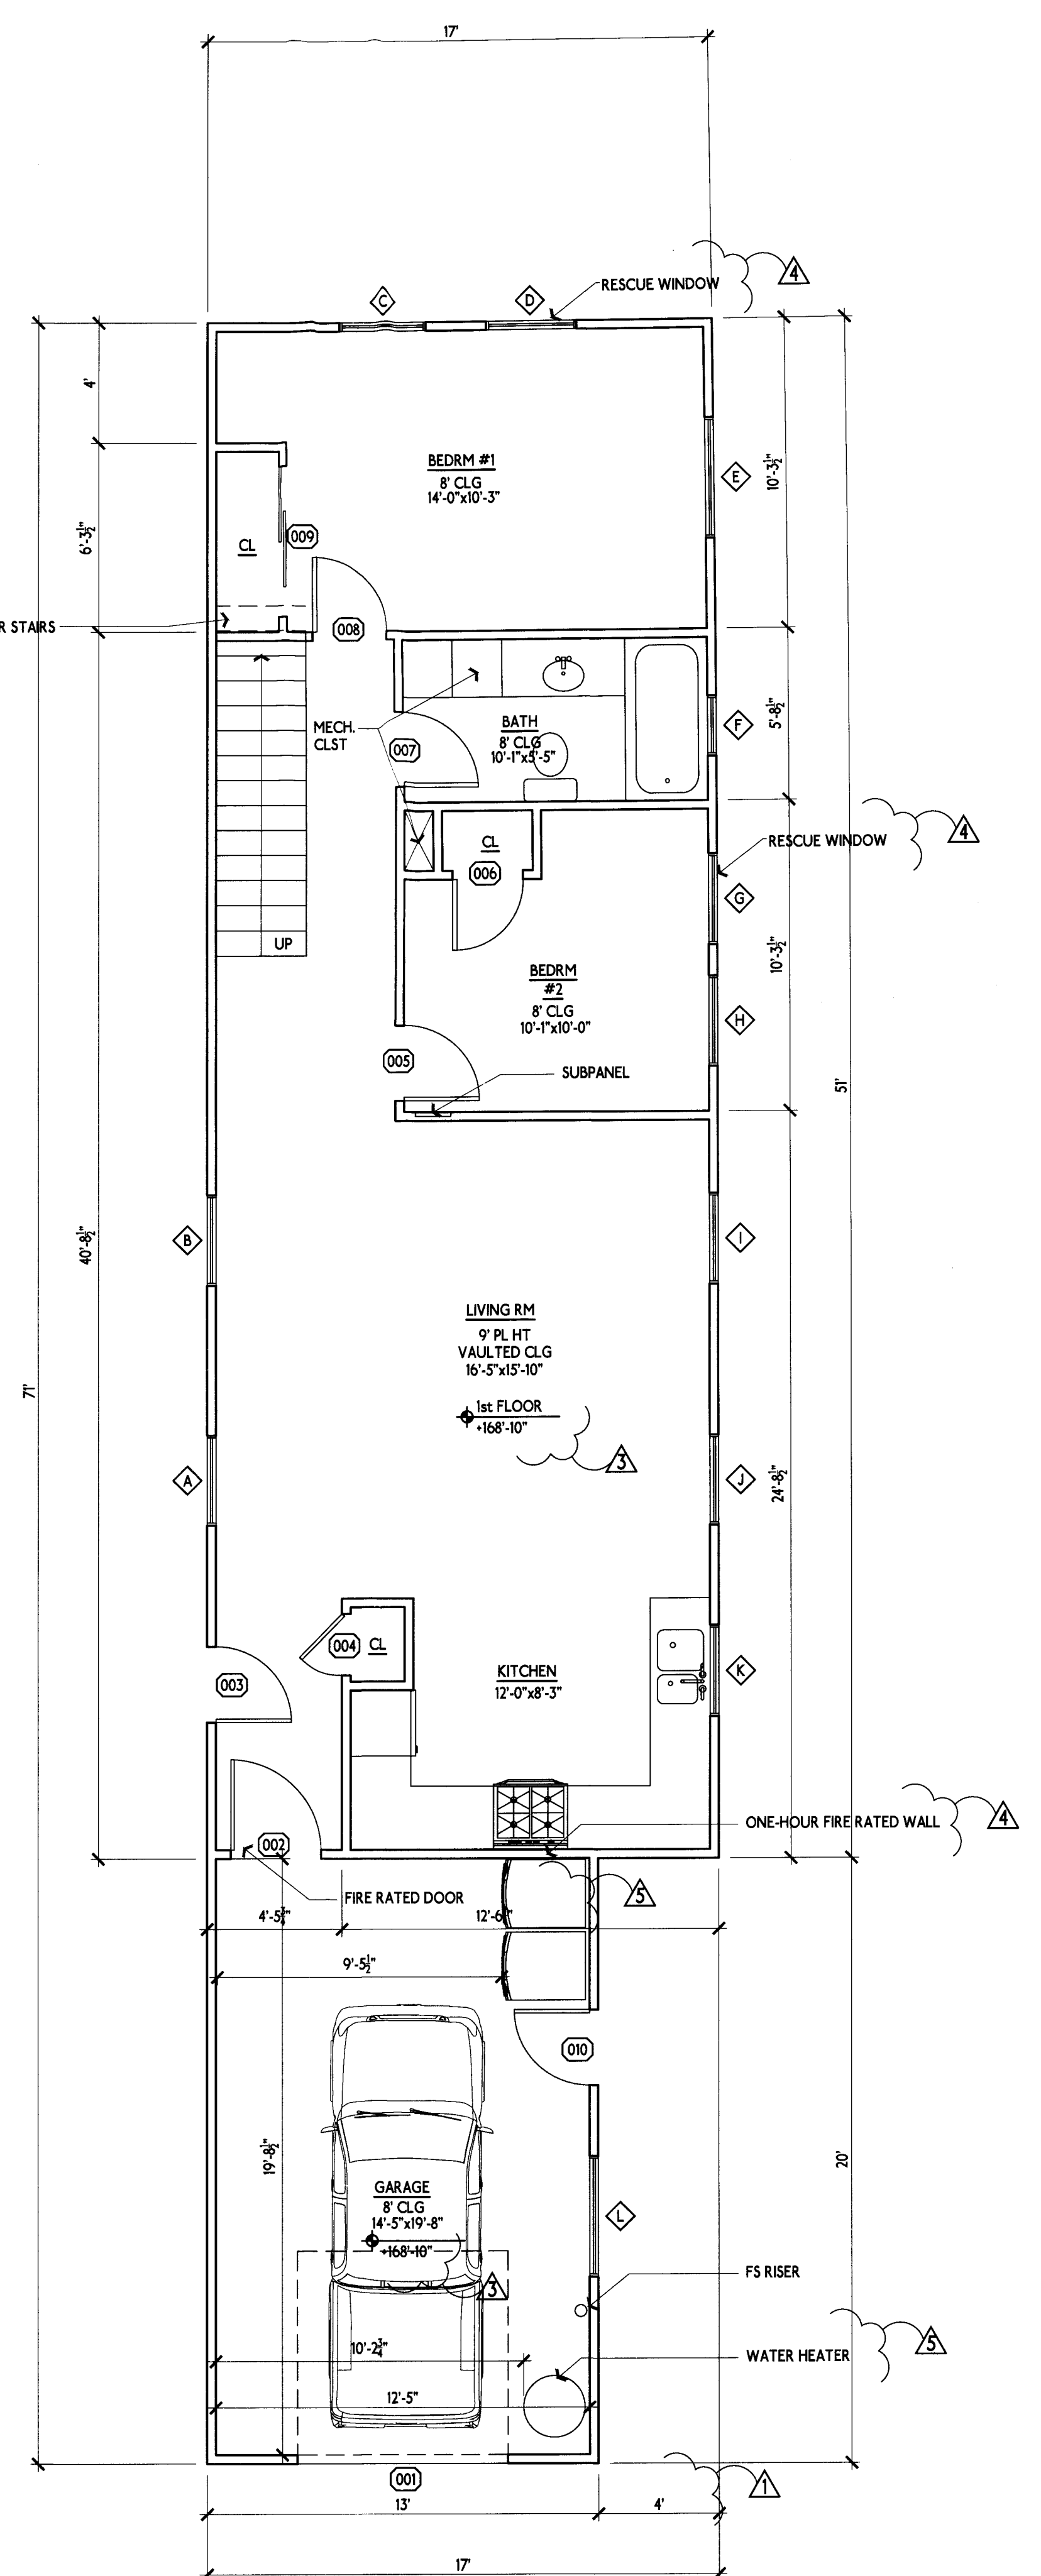 17'
4
RESCUE WINDOW
C
D
4'
BEDRM #1
8' CLG
14'-0"x10'-3"
E
10'-3½"
6'-3½"
CL
009
R STAIRS
008
MECH.
CLST
007
BATH
8' CLG
10'-1"x5'-5"
F
5'-8½"
4
RESCUE WINDOW
CL
006
G
UP
BEDRM
#2
8' CLG
10'-1"x10'-0"
10'-3½"
H
005
SUBPANEL
51'
B
40'-8½"
I
LIVING RM
9' PL HT
VAULTED CLG
16'-5"x15'-10"
71'
1st FLOOR
+168'-10"
3
A
J
24'-8½"
004
CL
003
KITCHEN
12'-0"x8'-3"
K
002
ONE-HOUR FIRE RATED WALL
4
FIRE RATED DOOR
5
4'-5¾"
12'-6
9'-5½"
010
19'-8½"
20'
GARAGE
8' CLG
14'-5"x19'-8"
+168'-10"
L
3
FS RISER
5
10'-2¾"
WATER HEATER
12'-5"
001
1
13'
4'
17'